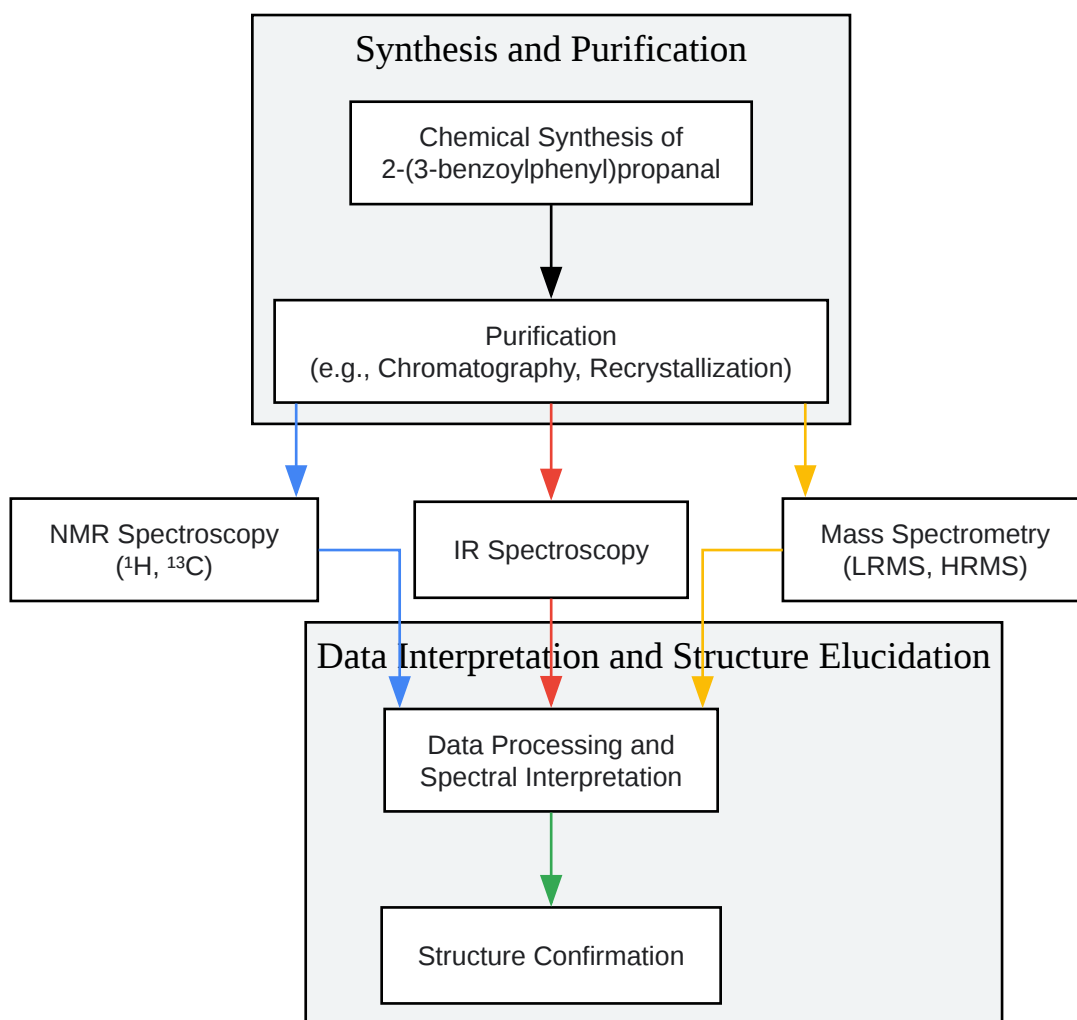 Synthesis and Purification
Chemical Synthesis of
2-(3-benzoylphenyl)propanal
Purification
(e.g., Chromatography, Recrystallization)
NMR Spectroscopy
(¹H, ¹³C)
IR Spectroscopy
Mass Spectrometry
(LRMS, HRMS)
Data Interpretation and Structure Elucidation
Data Processing and
Spectral Interpretation
Structure Confirmation